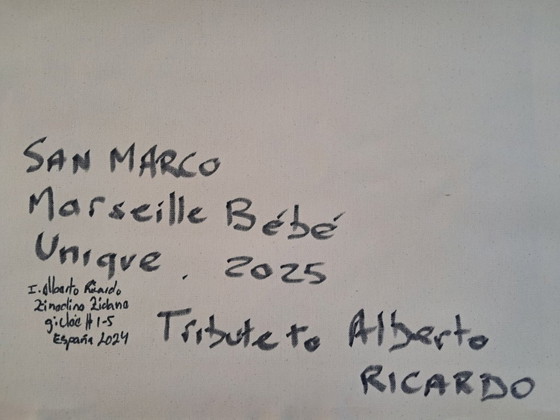 SAN MARCO
Marseille Bébé
Unique . 2025
I. Alberto Ricardo
Zinedine Zidane
giclée # 1-5
España 2024
Tribute to Alberto
RICARDO